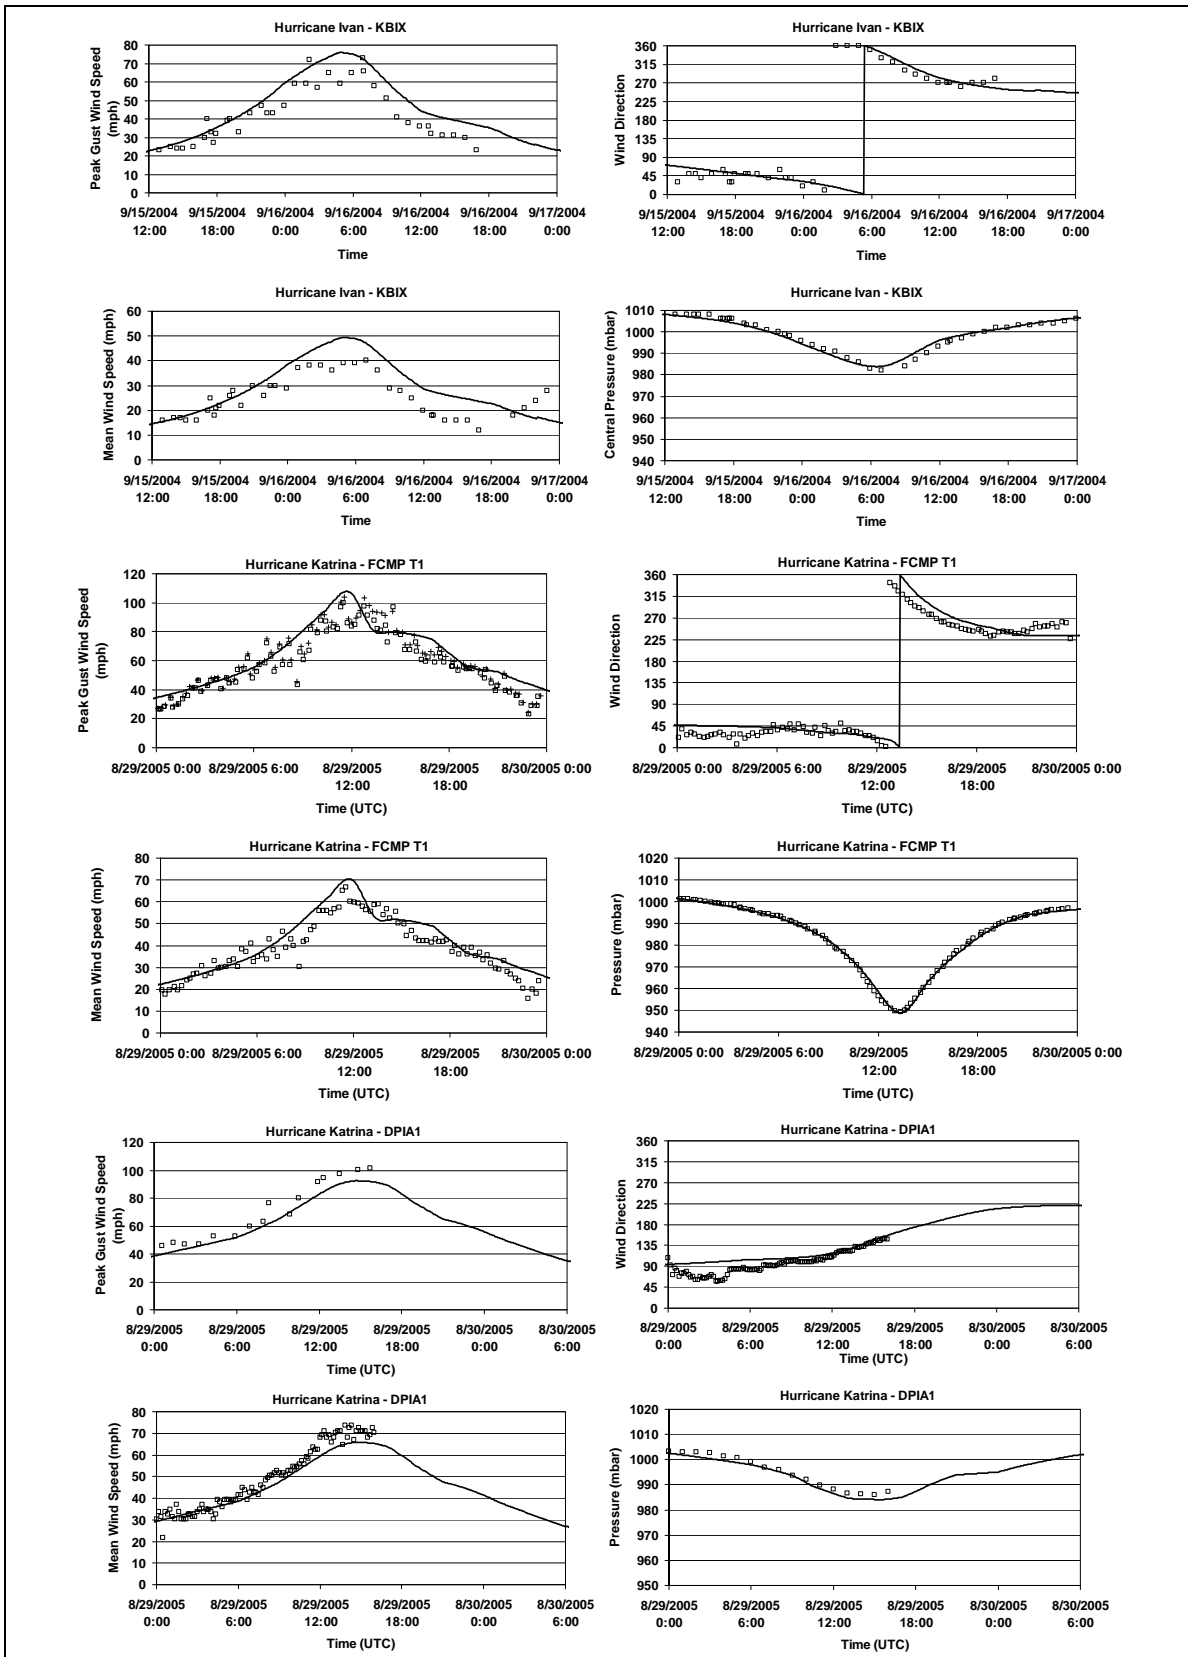 Hurricane Ivan - KBIX
Peak Gust Wind Speed
(mph)
80
70
60
50
40
30
20
10
0
9/15/2004 9/15/2004 9/16/2004 9/16/2004 9/16/2004 9/16/2004 9/17/2004
12:00 18:00 0:00 6:00 12:00 18:00 0:00
Time
Hurricane Ivan - KBIX
Wind Direction
360
315
270
225
180
135
90
45
0
9/15/2004 9/15/2004 9/16/2004 9/16/2004 9/16/2004 9/16/2004 9/17/2004
12:00 18:00 0:00 6:00 12:00 18:00 0:00
Time
Hurricane Ivan - KBIX
Mean Wind Speed (mph)
60
50
40
30
20
10
0
9/15/2004 9/15/2004 9/16/2004 9/16/2004 9/16/2004 9/16/2004 9/17/2004
12:00 18:00 0:00 6:00 12:00 18:00 0:00
Time
Hurricane Ivan - KBIX
Central Pressure (mbar)
1010
1000
990
980
970
960
950
940
9/15/2004 9/15/2004 9/16/2004 9/16/2004 9/16/2004 9/16/2004 9/17/2004
12:00 18:00 0:00 6:00 12:00 18:00 0:00
Time
Hurricane Katrina - FCMP T1
Peak Gust Wind Speed
(mph)
120
100
80
60
40
20
0
8/29/2005 0:00 8/29/2005 6:00 8/29/2005 8/29/2005 8/30/2005 0:00
12:00 18:00
Time (UTC)
Hurricane Katrina - FCMP T1
Wind Direction
360
315
270
225
180
135
90
45
0
8/29/2005 0:00 8/29/2005 6:00 8/29/2005 8/29/2005 8/30/2005 0:00
12:00 18:00
Time (UTC)
Hurricane Katrina - FCMP T1
Mean Wind Speed (mph)
80
70
60
50
40
30
20
10
0
8/29/2005 0:00 8/29/2005 6:00 8/29/2005 8/29/2005 8/30/2005 0:00
12:00 18:00
Time (UTC)
Hurricane Katrina - FCMP T1
Pressure (mbar)
1020
1010
1000
990
980
970
960
950
940
8/29/2005 0:00 8/29/2005 6:00 8/29/2005 8/29/2005 8/30/2005 0:00
12:00 18:00
Time (UTC)
Hurricane Katrina - DPIA1
Peak Gust Wind Speed
(mph)
120
100
80
60
40
20
0
8/29/2005 8/29/2005 8/29/2005 8/29/2005 8/30/2005 8/30/2005
0:00 6:00 12:00 18:00 0:00 6:00
Time (UTC)
Hurricane Katrina - DPIA1
Wind Direction
360
315
270
225
180
135
90
45
0
8/29/2005 8/29/2005 8/29/2005 8/29/2005 8/30/2005 8/30/2005
0:00 6:00 12:00 18:00 0:00 6:00
Time (UTC)
Hurricane Katrina - DPIA1
Mean Wind Speed (mph)
80
70
60
50
40
30
20
10
0
8/29/2005 8/29/2005 8/29/2005 8/29/2005 8/30/2005 8/30/2005
0:00 6:00 12:00 18:00 0:00 6:00
Time (UTC)
Hurricane Katrina - DPIA1
Pressure (mbar)
1020
1010
1000
990
980
970
960
950
8/29/2005 8/29/2005 8/29/2005 8/29/2005 8/30/2005 8/30/2005
0:00 6:00 12:00 18:00 0:00 6:00
Time (UTC)